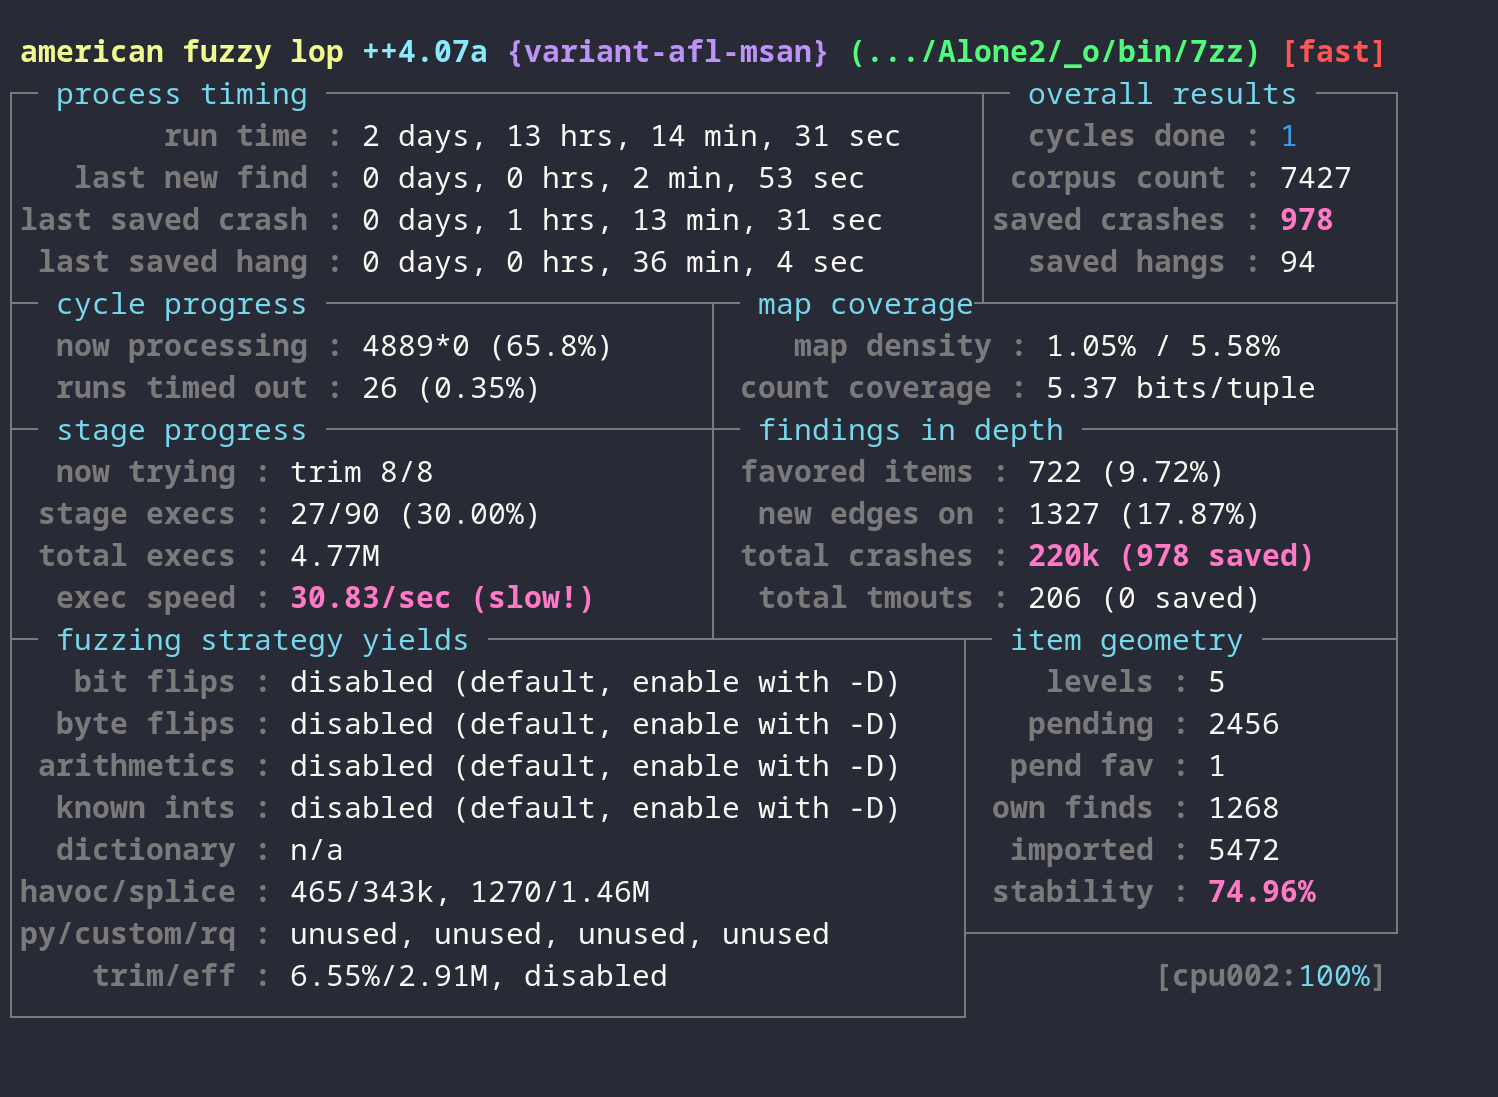 american fuzzy lop ++4.07a {variant-afl-msan} (.../Alone2/_o/bin/7zz) [fast]
process timing overall results
run time : 2 days, 13 hrs, 14 min, 31 sec cycles done : 1
last new find : 0 days, 0 hrs, 2 min, 53 sec corpus count : 7427
last saved crash : 0 days, 1 hrs, 13 min, 31 sec saved crashes : 978
last saved hang : 0 days, 0 hrs, 36 min, 4 sec saved hangs : 94
cycle progress map coverage
now processing : 4889*0 (65.8%) map density : 1.05% / 5.58%
runs timed out : 26 (0.35%) count coverage : 5.37 bits/tuple
stage progress findings in depth
now trying : trim 8/8 favored items : 722 (9.72%)
stage execs : 27/90 (30.00%) new edges on : 1327 (17.87%)
total execs : 4.77M total crashes : 220k (978 saved)
exec speed : 30.83/sec (slow!) total tmouts : 206 (0 saved)
fuzzing strategy yields item geometry
bit flips : disabled (default, enable with -D) levels : 5
byte flips : disabled (default, enable with -D) pending : 2456
arithmetics : disabled (default, enable with -D) pend fav : 1
known ints : disabled (default, enable with -D) own finds : 1268
dictionary : n/a imported : 5472
havoc/splice : 465/343k, 1270/1.46M stability : 74.96%
py/custom/rq : unused, unused, unused, unused
trim/eff : 6.55%/2.91M, disabled [cpu002:100%]